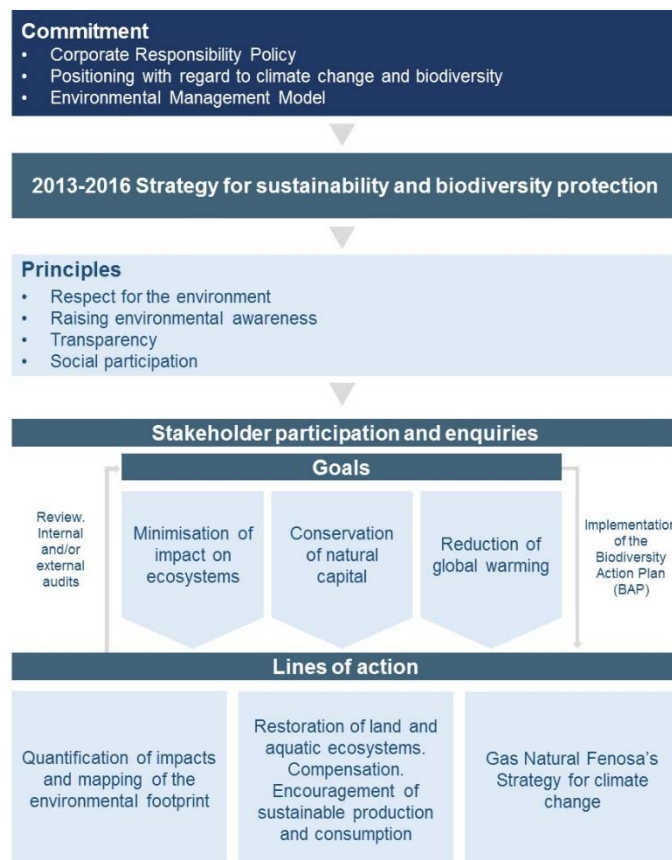 Commitment
• Corporate Responsibility Policy
• Positioning with regard to climate change and biodiversity
• Environmental Management Model
2013-2016 Strategy for sustainability and biodiversity protection
Principles
• Respect for the environment
• Raising environmental awareness
• Transparency
• Social participation
Stakeholder participation and enquiries
Goals
Review.
Internal
and/or
external
audits
Minimisation of
impact on
ecosystems
Conservation
of natural
capital
Reduction of
global warming
Implementation
of the
Biodiversity
Action Plan
(BAP)
Lines of action
Quantification of impacts
and mapping of the
environmental footprint
Restoration of land and
aquatic ecosystems.
Compensation.
Encouragement of
sustainable production
and consumption
Gas Natural Fenosa's
Strategy for climate
change